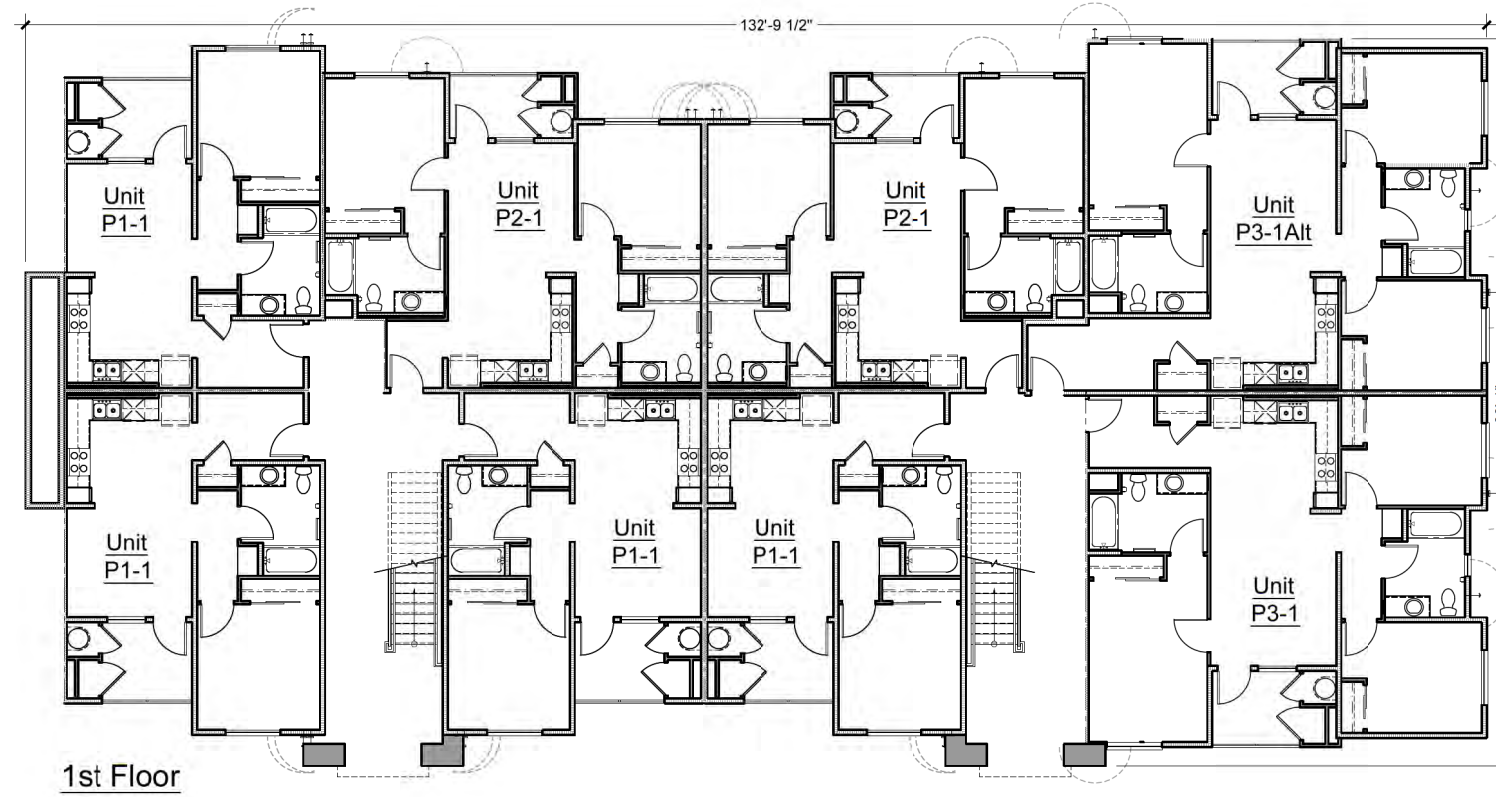 132'-9 1/2"
Unit
P1-1
Unit
P2-1
Unit
P2-1
Unit
P3-1Alt
Unit
P1-1
Unit
P1-1
Unit
P1-1
Unit
P3-1
1st Floor